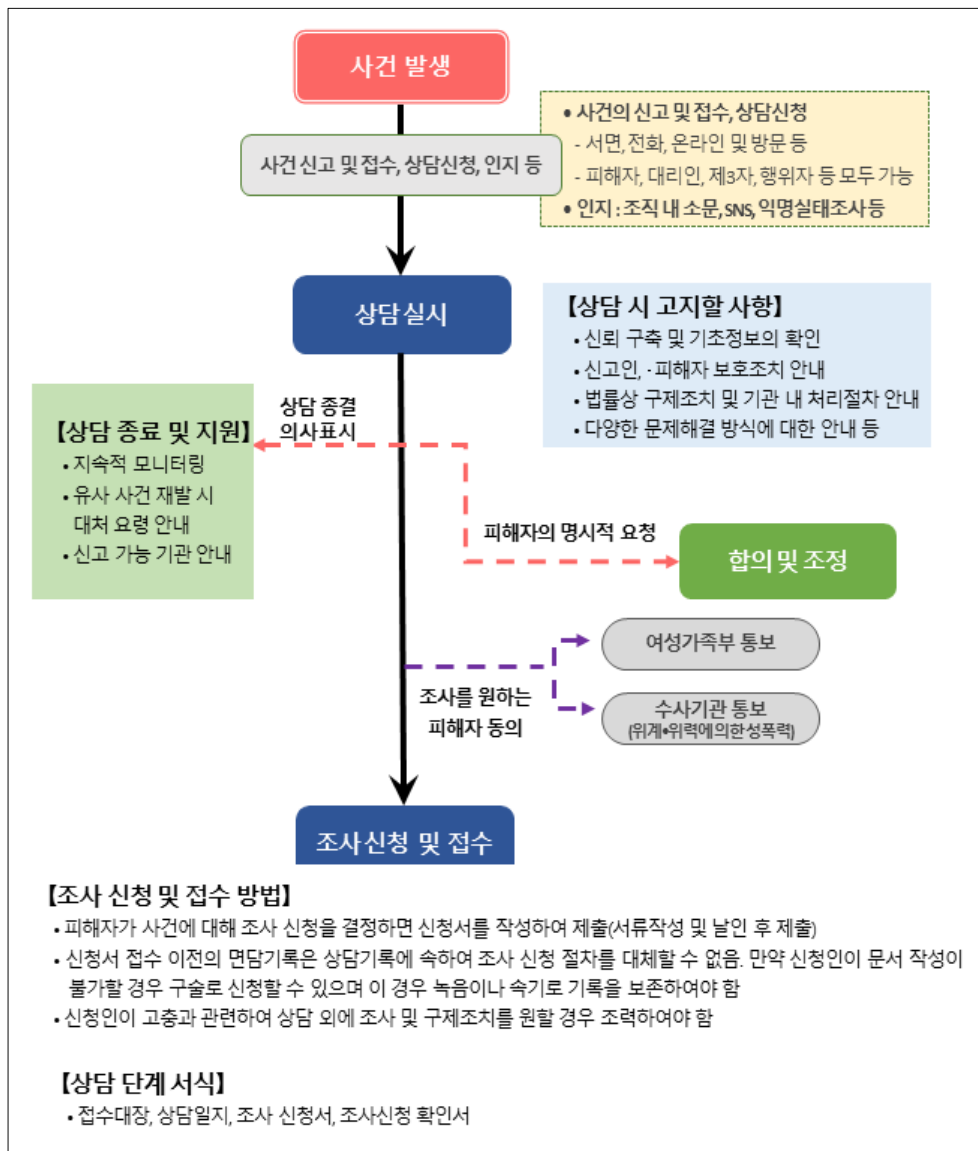 사건 발생
사건 신고 및 접수, 상담신청, 인지 등
• 사건의 신고 및 접수, 상담신청
- 서면, 전화, 온라인 및 방문 등
- 피해자, 대리인, 제3자, 행위자 등 모두 가능
• 인지 : 조직 내 소문, SNS, 익명실태조사 등
상담 실시
【상담 시 고지할 사항】
• 신뢰 구축 및 기초정보의 확인
• 신고인, ·피해자 보호조치 안내
• 법률상 구제조치 및 기관 내 처리절차 안내
• 다양한 문제해결 방식에 대한 안내 등
상담 종결
의사표시
【상담 종료 및 지원】
• 지속적 모니터링
• 유사 사건 재발 시
대처 요령 안내
• 신고 가능 기관 안내
피해자의 명시적 요청
합의 및 조정
여성가족부 통보
조사를 원하는
피해자 동의
수사기관 통보
(위계•위력에의한성폭력)
조사신청 및 접수
【조사 신청 및 접수 방법】
• 피해자가 사건에 대해 조사 신청을 결정하면 신청서를 작성하여 제출(서류작성 및 날인 후 제출)
• 신청서 접수 이전의 면담기록은 상담기록에 속하여 조사 신청 절차를 대체할 수 없음. 만약 신청인이 문서 작성이
불가할 경우 구술로 신청할 수 있으며 이 경우 녹음이나 속기로 기록을 보존하여야 함
• 신청인이 고충과 관련하여 상담 외에 조사 및 구제조치를 원할 경우 조력하여야 함
【상담 단계 서식】
• 접수대장, 상담일지, 조사 신청서, 조사신청 확인서